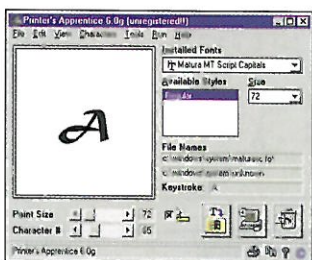 Printer's Apprentice 6.0g (unregistered!!)
File Edit View Characters Tools Run Help
Installed Fonts
Matura MT Script Capitals
Available Styles
Size
Regular
72
A
File Names
Keystroke: A
Point Size 72
Character # 65
Printer's Apprentice 6.0g